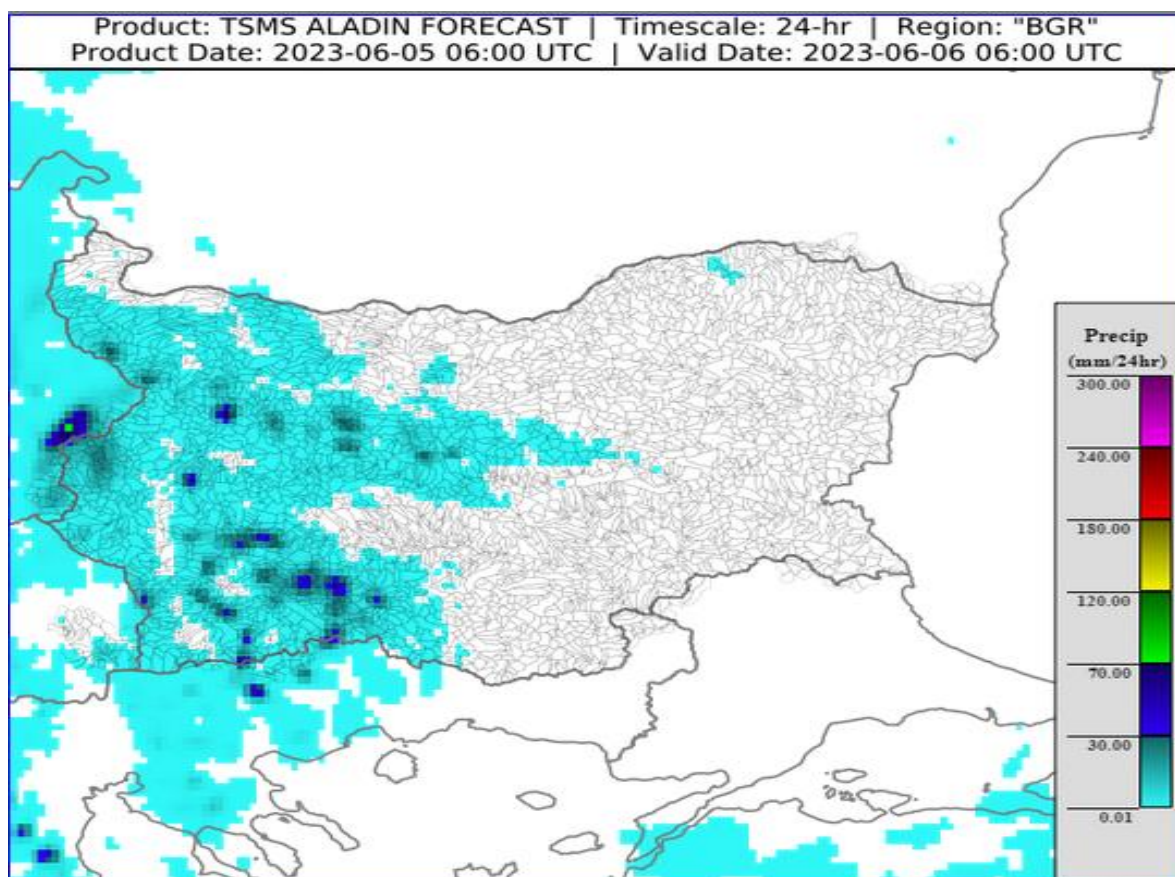 Product: TSMS ALADIN FORECAST | Timescale: 24-hr | Region: "BGR"
Product Date: 2023-06-05 06:00 UTC | Valid Date: 2023-06-06 06:00 UTC
Precip
(mm/24hr)
300.00
240.00
180.00
120.00
70.00
30.00
0.01